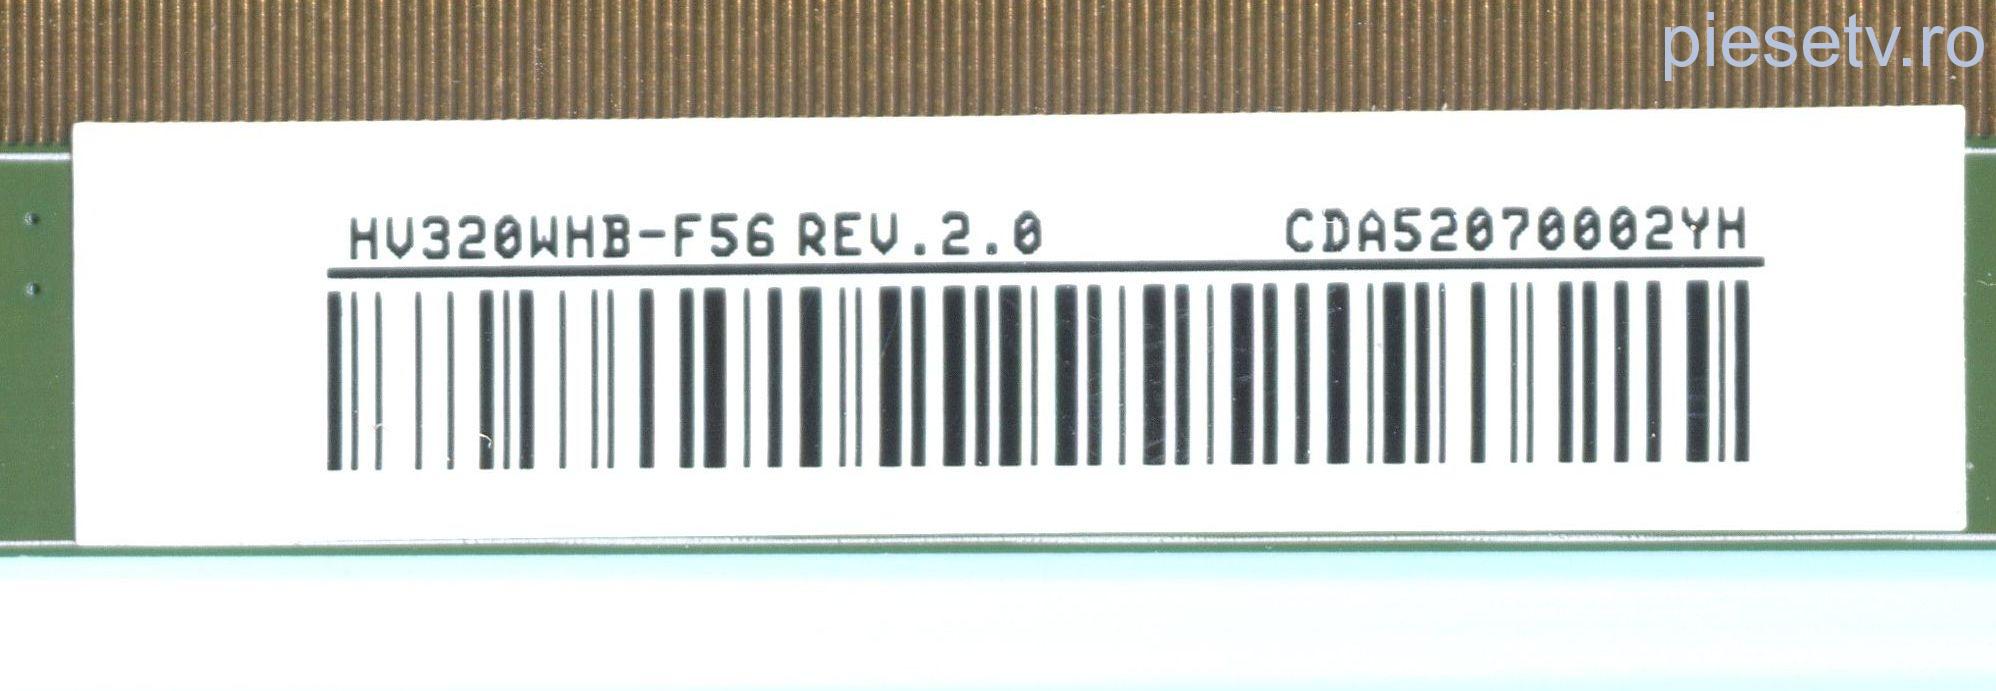 piesetv.ro
HV320WHB-F56 REV.2.0 CDA52070002YH